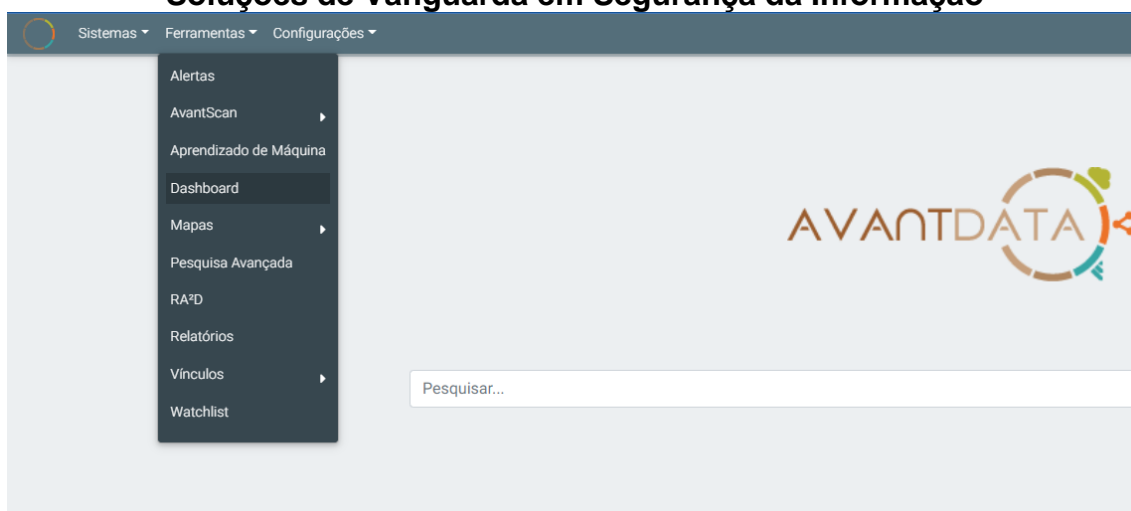 Soluções de Vanguarda em Segurança da Informação
Sistemas Ferramentas Configurações
Alertas
AvantScan
Aprendizado de Máquina
Dashboard
Mapas
Pesquisa Avançada
RA²D
Relatórios
Vínculos
Watchlist
AVANTDATA
Pesquisar...